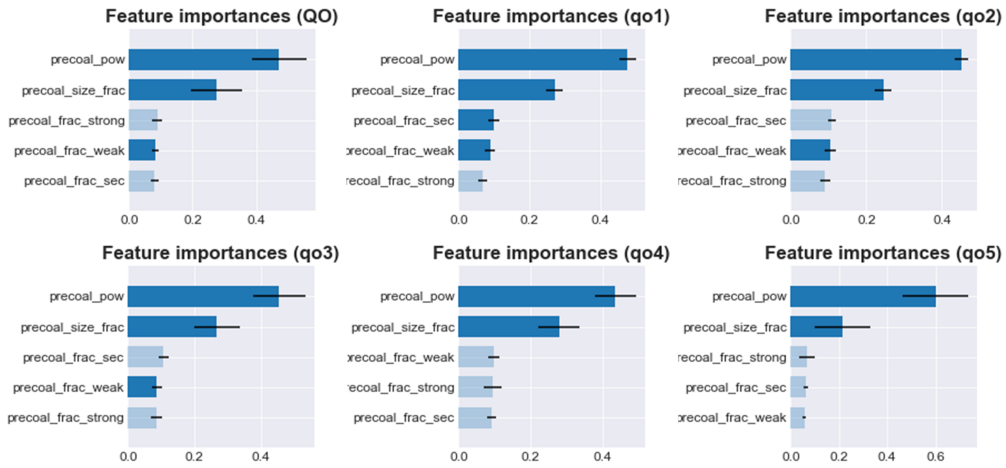 Feature importances (QO)
precoal_pow
precoal_size_frac
precoal_frac_strong
precoal_frac_weak
precoal_frac_sec
0.0 0.2 0.4
Feature importances (qo1)
precoal_pow
precoal_size_frac
precoal_frac_sec
precoal_frac_weak
precoal_frac_strong
0.0 0.2 0.4
Feature importances (qo2)
precoal_pow
precoal_size_frac
precoal_frac_sec
precoal_frac_weak
precoal_frac_strong
0.0 0.2 0.4
Feature importances (qo3)
precoal_pow
precoal_size_frac
precoal_frac_sec
precoal_frac_weak
precoal_frac_strong
0.0 0.2 0.4
Feature importances (qo4)
precoal_pow
precoal_size_frac
precoal_frac_weak
precoal_frac_strong
precoal_frac_sec
0.0 0.2 0.4
Feature importances (qo5)
precoal_pow
precoal_size_frac
precoal_frac_strong
precoal_frac_sec
precoal_frac_weak
0.0 0.2 0.4 0.6